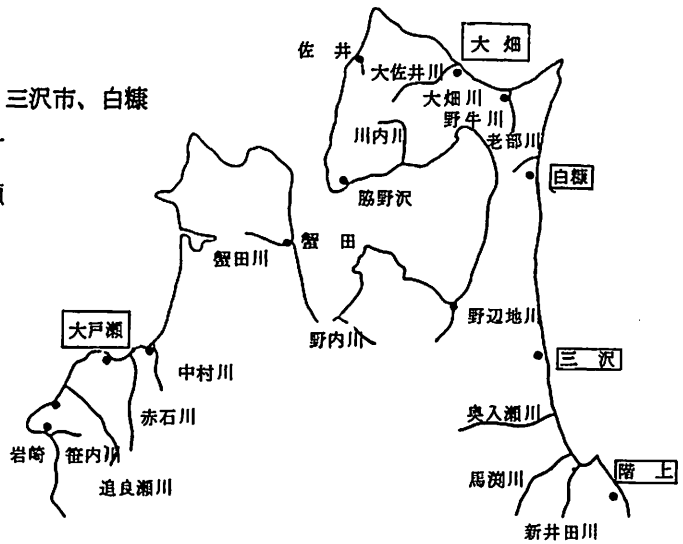 三沢市、白糠
佐井
大畑
大佐井川
大畑川
野牛川
老部川
川内川
脇野沢
白糠
蟹田
蟹田川
野内川
野辺地川
大戸瀬
中村川
赤石川
三沢
奥入瀬川
岩崎
笹内川
追良瀬川
馬渕川
階上
新井田川